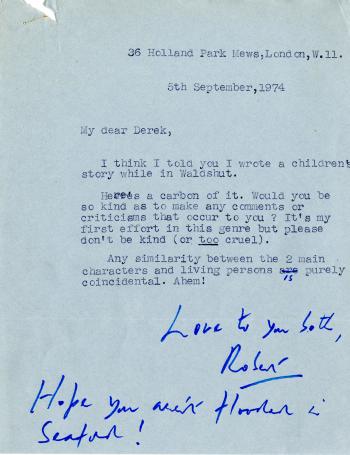 36 Holland Park Mews,London,W.11.
5th September,1974
My dear Derek,
I think I told you I wrote a children's
story while in Waldshut.
Here's a carbon of it. Would you be
so kind as to make any comments or
criticisms that occur to you ? It's my
first effort in this genre but please
don't be kind (or too cruel).
Any similarity between the 2 main
characters and living persons are is purely
coincidental. Ahem!
Love to you both,
Robert
Hope you aren't flooded in
Seaford!